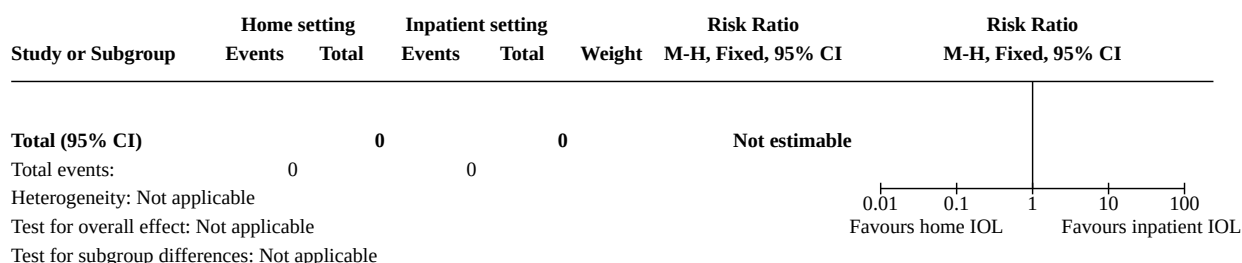 Home setting Inpatient setting Risk Ratio Risk Ratio
Study or Subgroup Events Total Events Total Weight M-H, Fixed, 95% CI M-H, Fixed, 95% CI
Total (95% CI) 0 0 Not estimable
Total events: 0 0
Heterogeneity: Not applicable
0.01 0.1 1 10 100
Test for overall effect: Not applicable Favours home IOL Favours inpatient IOL
Test for subgroup differences: Not applicable